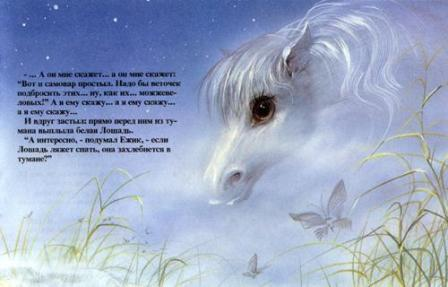 - ... А он мне скажет... а он мне скажет:
"Вот и самовар простыл. Надо бы веточек
подбросить этих... ну, как их... можжеве-
ловых!" А я ему скажу... а я ему скажу...
а я ему скажу...
И вдруг застыл: прямо перед ним из ту-
мана выплыла белая Лошадь.
"А интересно, - подумал Ежик, - если
Лошадь ляжет спать, она захлебнется в
тумане?"